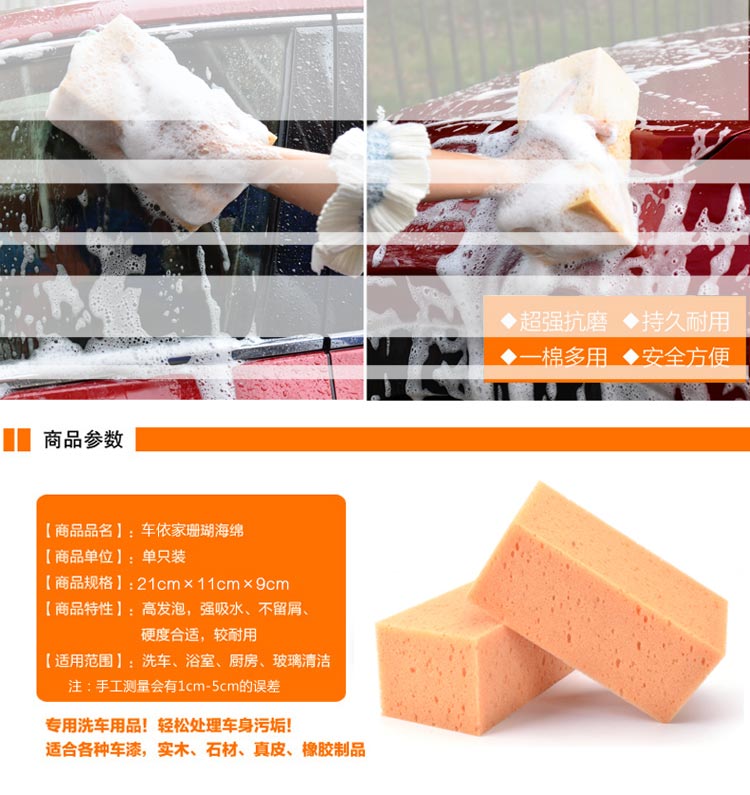 ◆超强抗磨 ◆持久耐用
◆一棉多用 ◆安全方便
商品参数
【商品品名】：车依家珊瑚海绵
【商品单位】：单只装
【商品规格】：21cm×11cm×9cm
【商品特性】：高发泡，强吸水、不留屑、
硬度合适，较耐用
【适用范围】：洗车、浴室、厨房、玻璃清洁
注：手工测量会有1cm-5cm的误差
专用洗车用品！轻松处理车身污垢！
适合各种车漆，实木、石材、真皮、橡胶制品